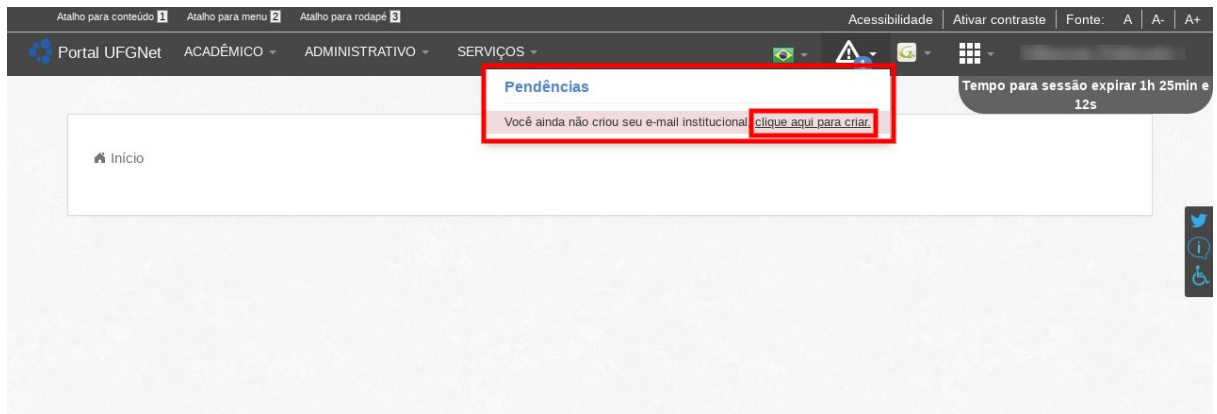 Atalho para conteúdo 1 Atalho para menu 2 Atalho para rodapé 3 Acessibilidade Ativar contraste Fonte: A A- A+
Portal UFGNet ACADÊMICO ADMINISTRATIVO SERVIÇOS
Pendências
Você ainda não criou seu e-mail institucional, clique aqui para criar.
Tempo para sessão expirar 1h 25min e
12s
Início